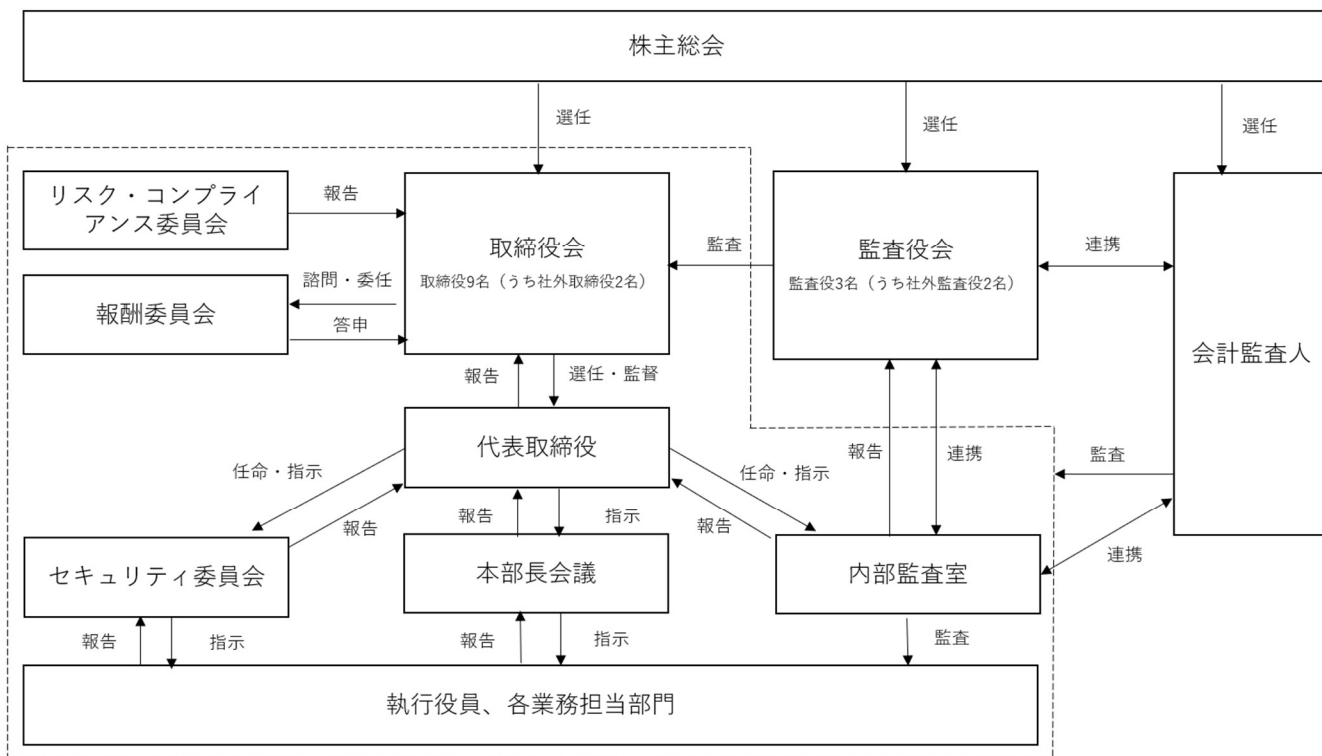 株主総会
選任
選任
選任
リスク・コンプライ
アンス委員会
報告
取締役会
取締役9名（うち社外取締役2名）
監査
監査役会
監査役3名（うち社外監査役2名）
連携
会計監査人
諮問・委任
報酬委員会
答申
報告
選任・監督
代表取締役
任命・指示
報告
報告
指示
任命・指示
報告
報告
連携
監査
連携
セキュリティ委員会
本部長会議
内部監査室
報告
指示
報告
指示
監査
執行役員、各業務担当部門